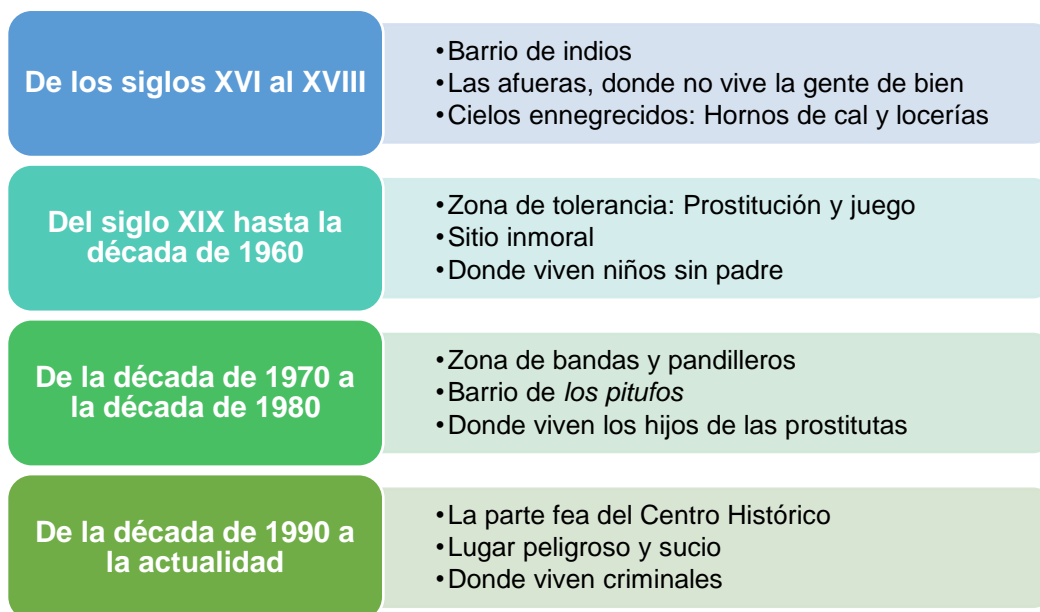 De los siglos XVI al XVIII
•Barrio de indios
•Las afueras, donde no vive la gente de bien
•Cielos ennegrecidos: Hornos de cal y locerías
Del siglo XIX hasta la
década de 1960
•Zona de tolerancia: Prostitución y juego
•Sitio inmoral
•Donde viven niños sin padre
De la década de 1970 a
la década de 1980
•Zona de bandas y pandilleros
•Barrio de los pitufos
•Donde viven los hijos de las prostitutas
De la década de 1990 a
la actualidad
•La parte fea del Centro Histórico
•Lugar peligroso y sucio
•Donde viven criminales